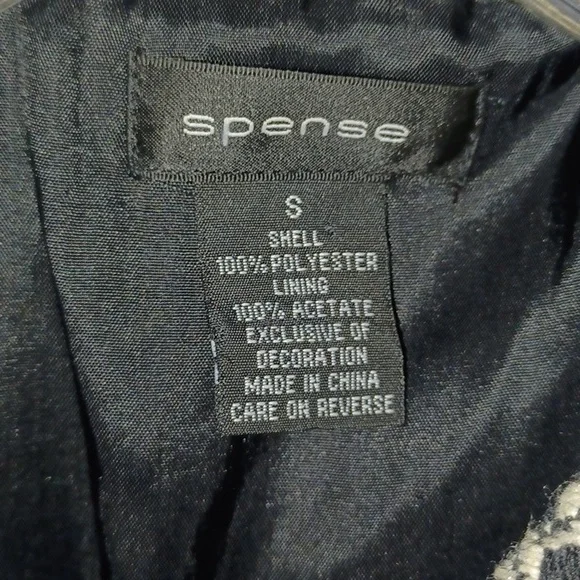 spense
S
SHELL
100% POLYESTER
LINING
100% ACETATE
EXCLUSIVE OF
DECORATION
MADE IN CHINA
CARE ON REVERSE